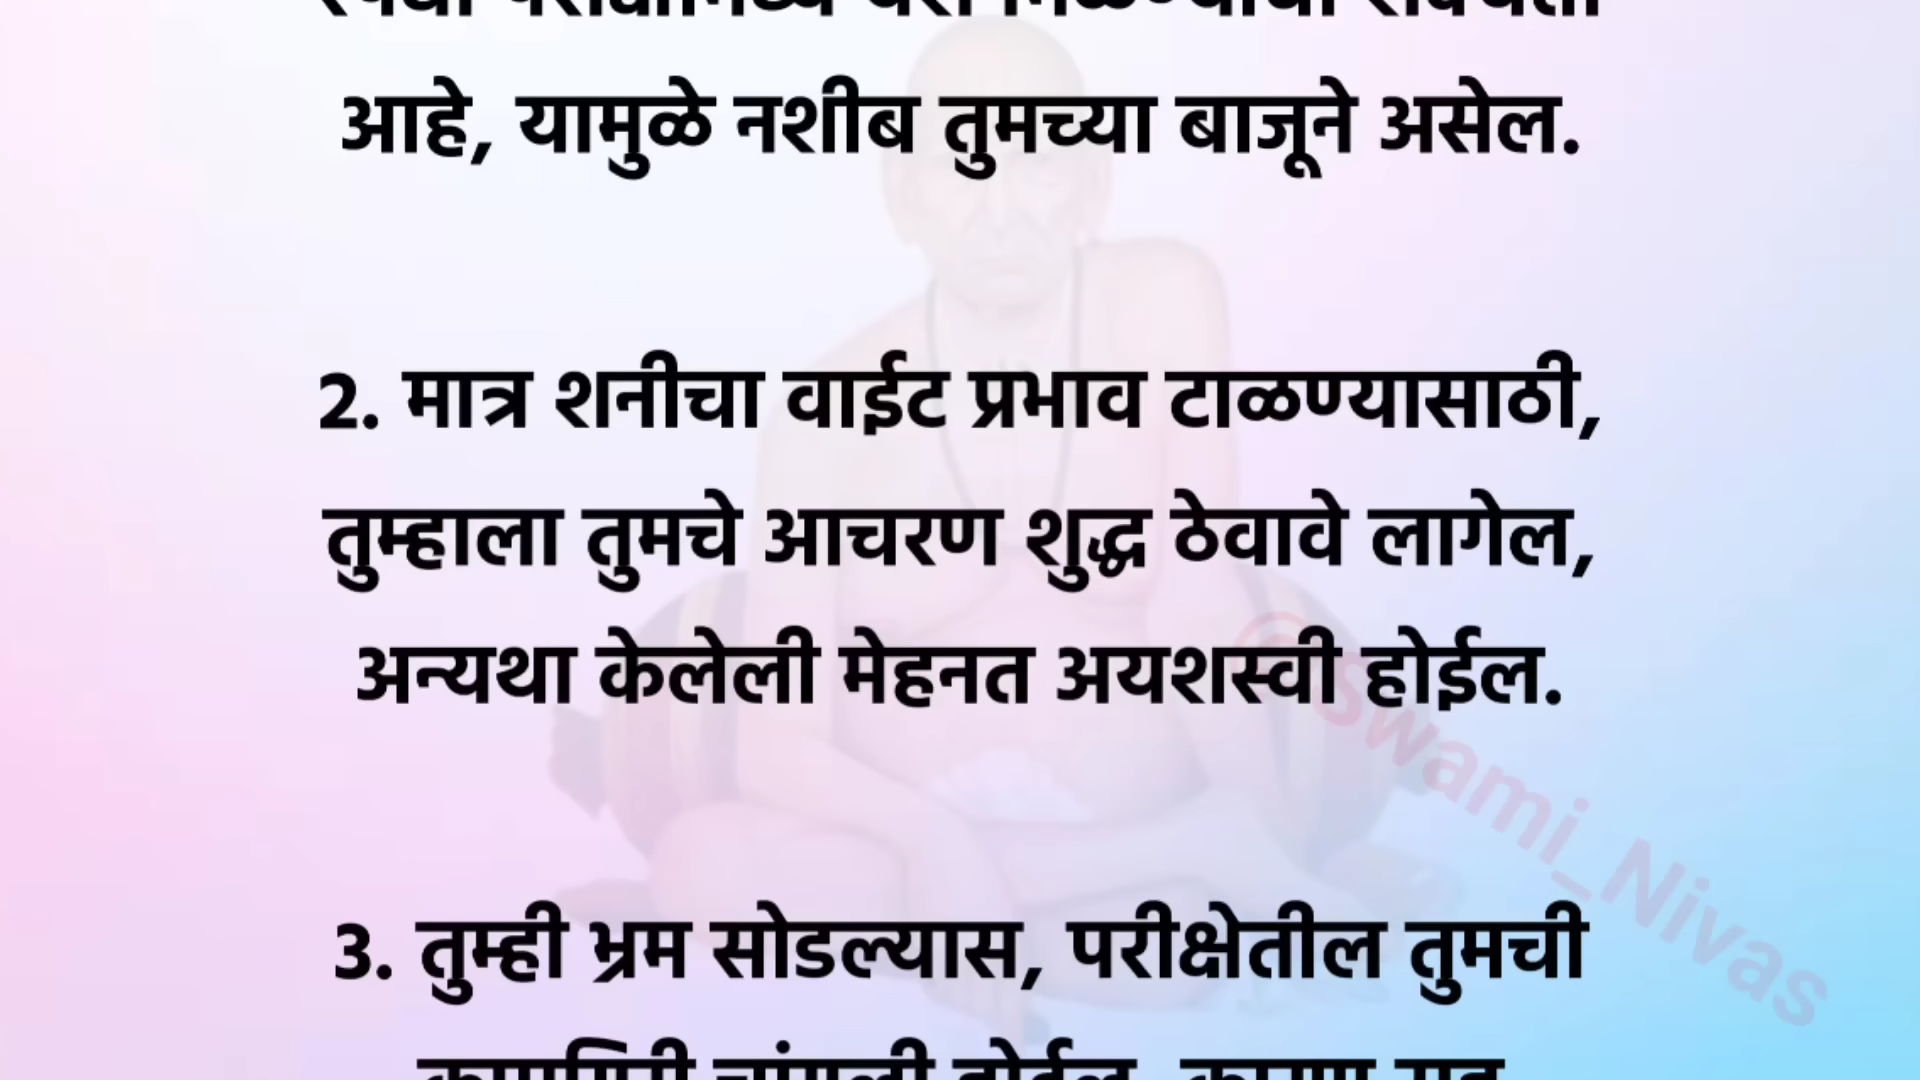 आहे, यामुळे नशीब तुमच्या बाजूने असेल.
2. मात्र शनीचा वाईट प्रभाव टाळण्यासाठी,
तुम्हाला तुमचे आचरण शुद्ध ठेवावे लागेल,
अन्यथा केलेली मेहनत अयशस्वी होईल.
@Swami_Nivas
3. तुम्ही भ्रम सोडल्यास, परीक्षेतील तुमची